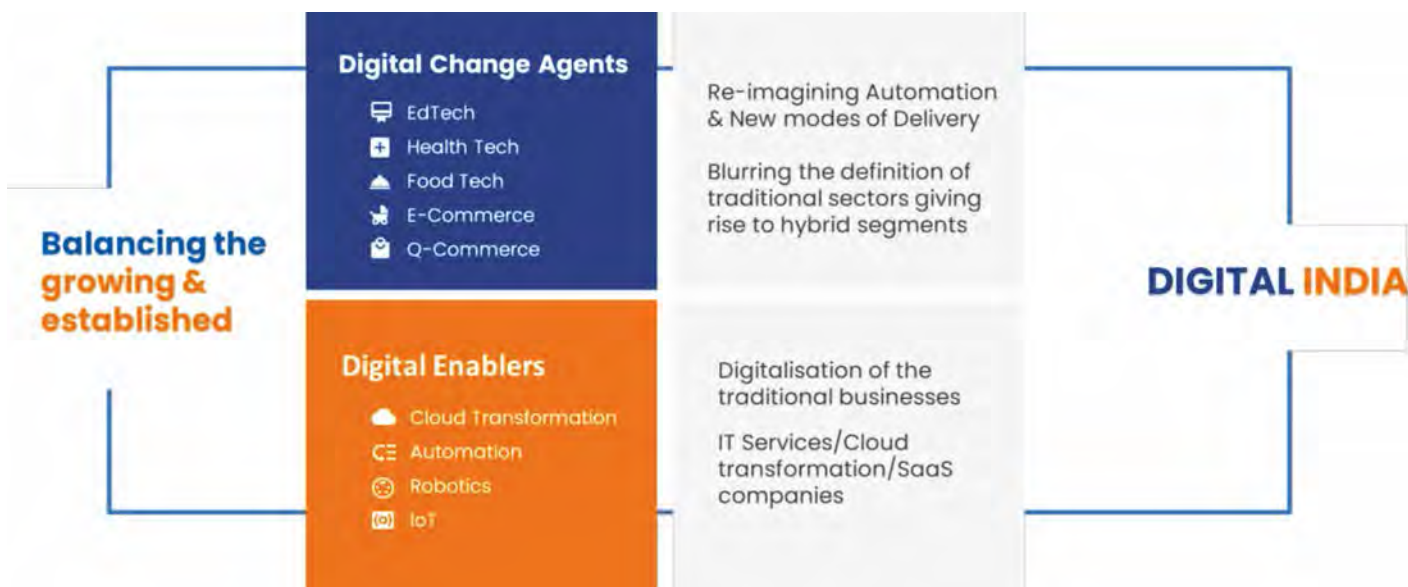 Balancing the
growing &
established
Digital Change Agents
EdTech
Health Tech
Food Tech
E-Commerce
Q-Commerce
Re-imagining Automation
& New modes of Delivery
Blurring the definition of
traditional sectors giving
rise to hybrid segments
Digital Enablers
Cloud Transformation
Automation
Robotics
IoT
Digitalisation of the
traditional businesses
IT Services/Cloud
transformation/SaaS
companies
DIGITAL INDIA